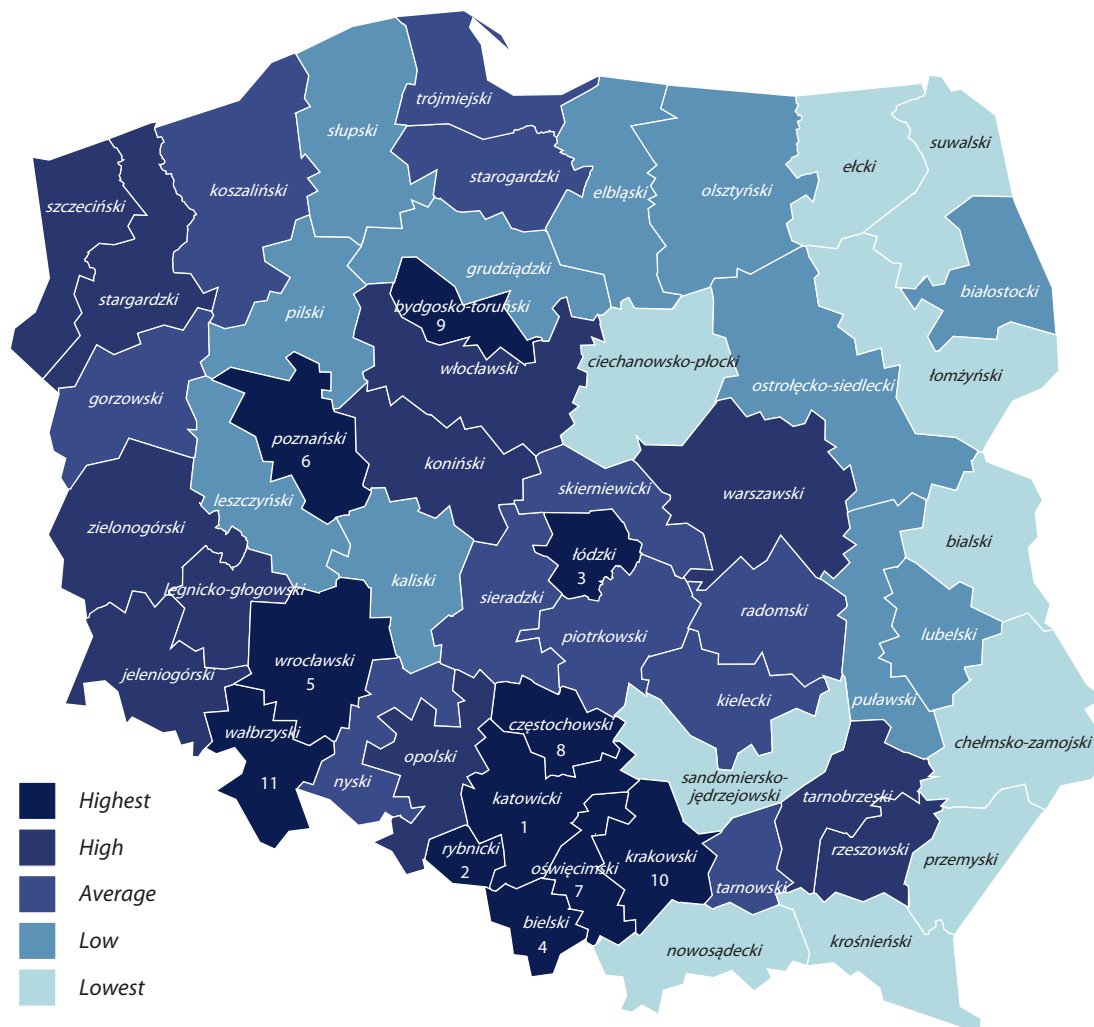 trójmiejski
słupski
suwalski
ełcki
starogardzki
koszaliński
elbląski
olsztyński
szczeciński
grudziądzki
stargardzki
białostocki
bydgosko-toruński
9
pilski
ciechanowsko-płocki
włocławski
łomżyński
ostrołęcko-siedlecki
gorzowski
poznański
6
koniński
skierniewicki
warszawski
leszczyński
zielonogórski
bialski
łódzki
3
kaliski
legnicko-głogowski
sieradzki
radomski
piotrkowski
lubelski
wrocławski
5
jeleniogórski
kielecki
puławski
częstochowski
8
wałbrzyski
11
chełmsko-zamojski
opolski
nyski
sandomiersko-
jędrzejowski
tarnobrzeski
katowicki
1
rybnicki
2
oświęcimski
7
krakowski
10
rzeszowski
przemyski
tarnowski
bielski
4
nowosądecki
krośnieński
Highest
High
Average
Low
Lowest